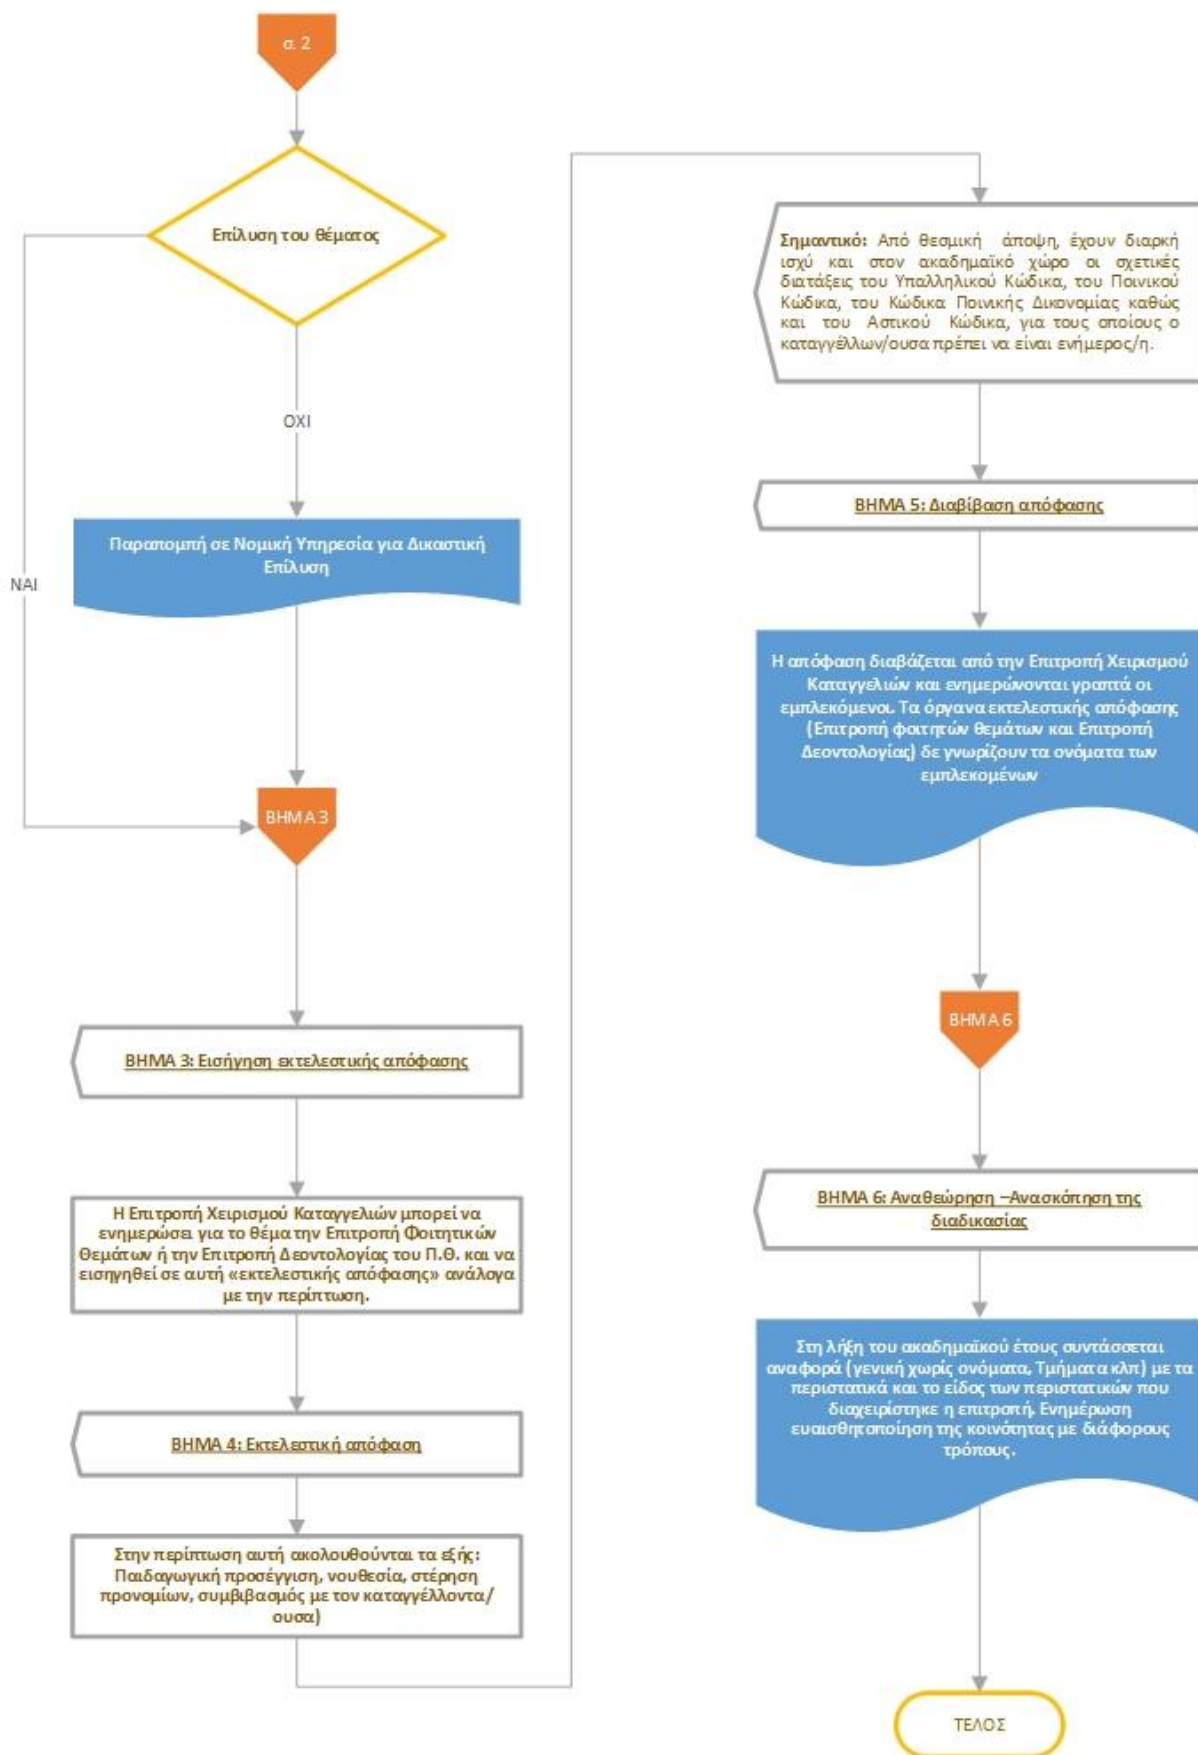 σ. 2
Επίλυση του θέματος
ΟΧΙ
ΝΑΙ
Παραπομπή σε Νομική Υπηρεσία για Δικαστική
Επίλυση
ΒΗΜΑ 3
ΒΗΜΑ 3: Εισήγηση εκτελεστικής απόφασης
Η Επιτροπή Χειρισμού Καταγγελιών μπορεί να
ενημερώσει για το θέμα την Επιτροπή Φοιτητικών
Θεμάτων ή την Επιτροπή Δεοντολογίας του Π.Θ. και να
εισηγηθεί σε αυτή «εκτελεστικής απόφασης» ανάλογα
με την περίπτωση.
ΒΗΜΑ 4: Εκτελεστική απόφαση
Στην περίπτωση αυτή ακολουθούνται τα εξής:
Παιδαγωγική προσέγγιση, νουθεσία, στέρηση
προνομίων, συμβιβασμός με τον καταγγέλλοντα/
ουσα)
Σημαντικό: Από θεσμική άποψη, έχουν διαρκή
ισχύ και στον ακαδημαϊκό χώρο οι σχετικές
διατάξεις του Υπαλληλικού Κώδικα, του Ποινικού
Κώδικα, του Κώδικα Ποινικής Δικονομίας καθώς
και του Αστικού Κώδικα, για τους οποίους ο
καταγγέλλων/ουσα πρέπει να είναι ενήμερος/η.
ΒΗΜΑ 5: Διαβίβαση απόφασης
Η απόφαση διαβάζεται από την Επιτροπή Χειρισμού
Καταγγελιών και ενημερώνονται γραπτά οι
εμπλεκόμενοι. Τα όργανα εκτελεστικής απόφασης
(Επιτροπή φοιτητών θεμάτων και Επιτροπή
Δεοντολογίας) δε γνωρίζουν τα ονόματα των
εμπλεκομένων
ΒΗΜΑ 6
ΒΗΜΑ 6: Αναθεώρηση –Ανασκόπηση της
διαδικασίας
Στη λήξη του ακαδημαϊκού έτους συντάσσεται
αναφορά (γενική χωρίς ονόματα, Τμήματα κλπ) με τα
περιστατικά και το είδος των περιστατικών που
διαχειρίστηκε η επιτροπή. Ενημέρωση
ευαισθητοποίηση της κοινότητας με διάφορους
τρόπους.
ΤΕΛΟΣ